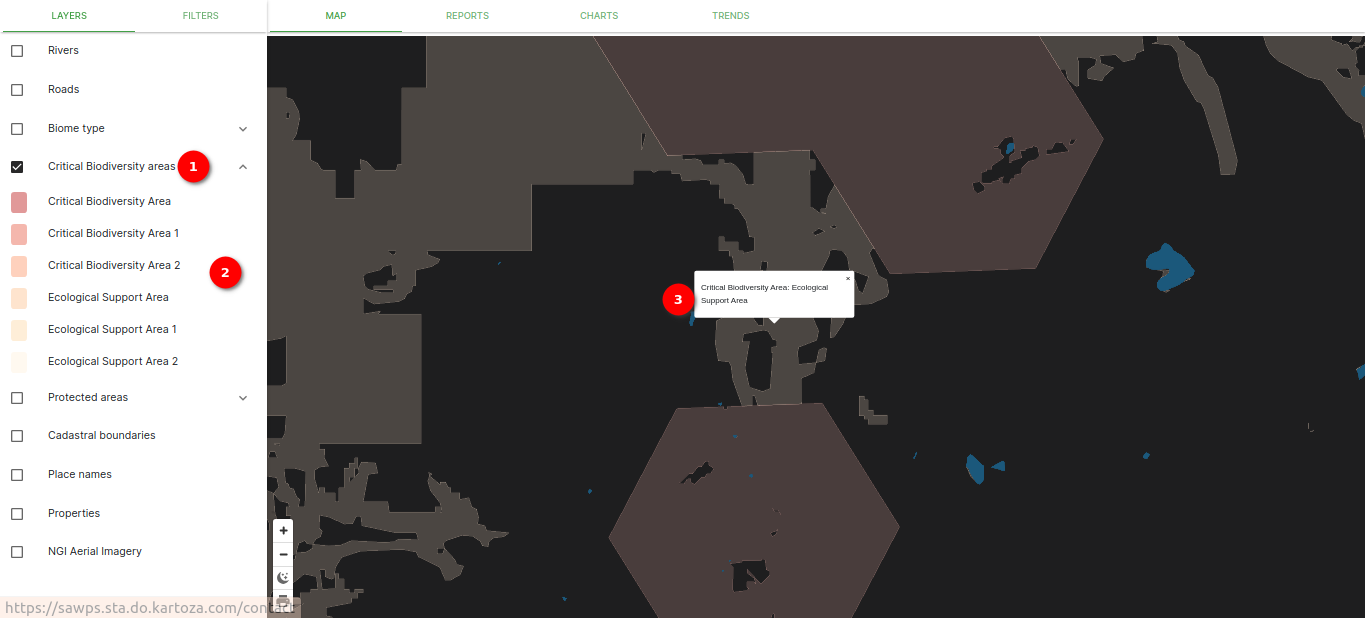 LAYERS FILTERS MAP REPORTS CHARTS TRENDS
Rivers
Roads
Biome type
Critical Biodiversity areas 1
Critical Biodiversity Area
Critical Biodiversity Area 1
Critical Biodiversity Area 2
2
Ecological Support Area
Ecological Support Area 1
Ecological Support Area 2
Protected areas
Cadastral boundaries
Place names
Properties
NGI Aerial Imagery
3
×
Critical Biodiversity Area: Ecological
Support Area
+
−
https://sawps.sta.do.kartoza.com/contact